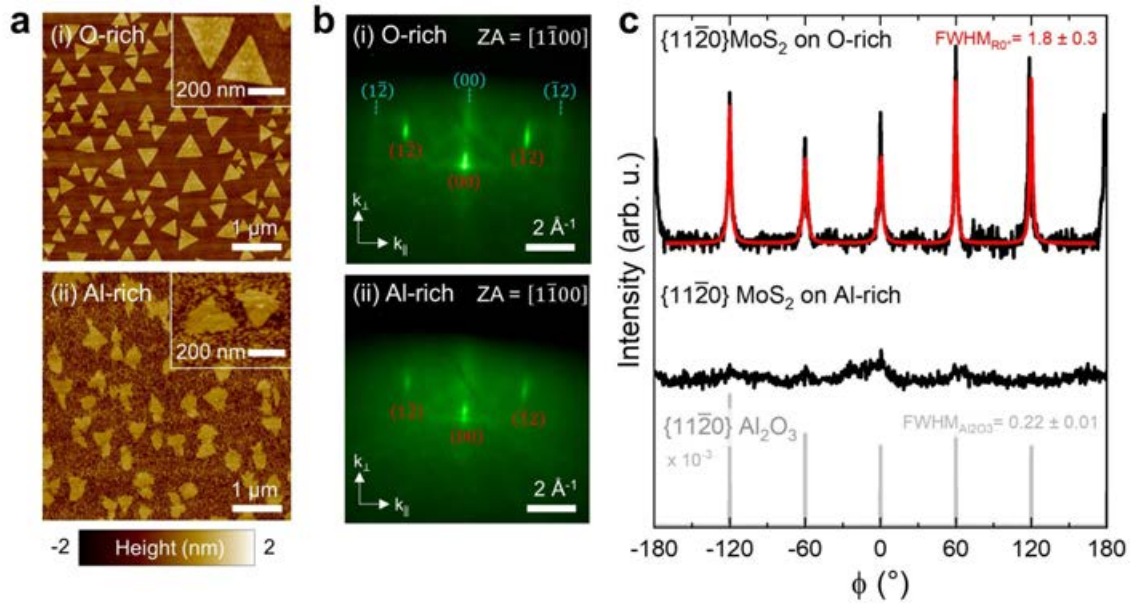 a
(i) O-rich
200 nm
1 µm
(ii) Al-rich
200 nm
1 µm
-2 Height (nm) 2
b
(i) O-rich ZA = [11̅00]
(00)
(12̅) (1̅2)
(12̅) (1̅2)
(00)
k⊥
k∥
2 Å⁻¹
(ii) Al-rich ZA = [11̅00]
(12̅) (1̅2)
(00)
k⊥
k∥
2 Å⁻¹
c
{112̅0}MoS₂ on O-rich FWHM_R0°= 1.8 ± 0.3
{112̅0} MoS₂ on Al-rich
{112̅0} Al₂O₃ FWHM_Al2O3= 0.22 ± 0.01
x 10⁻³
Intensity (arb. u.)
-180 -120 -60 0 60 120 180
ϕ (°)